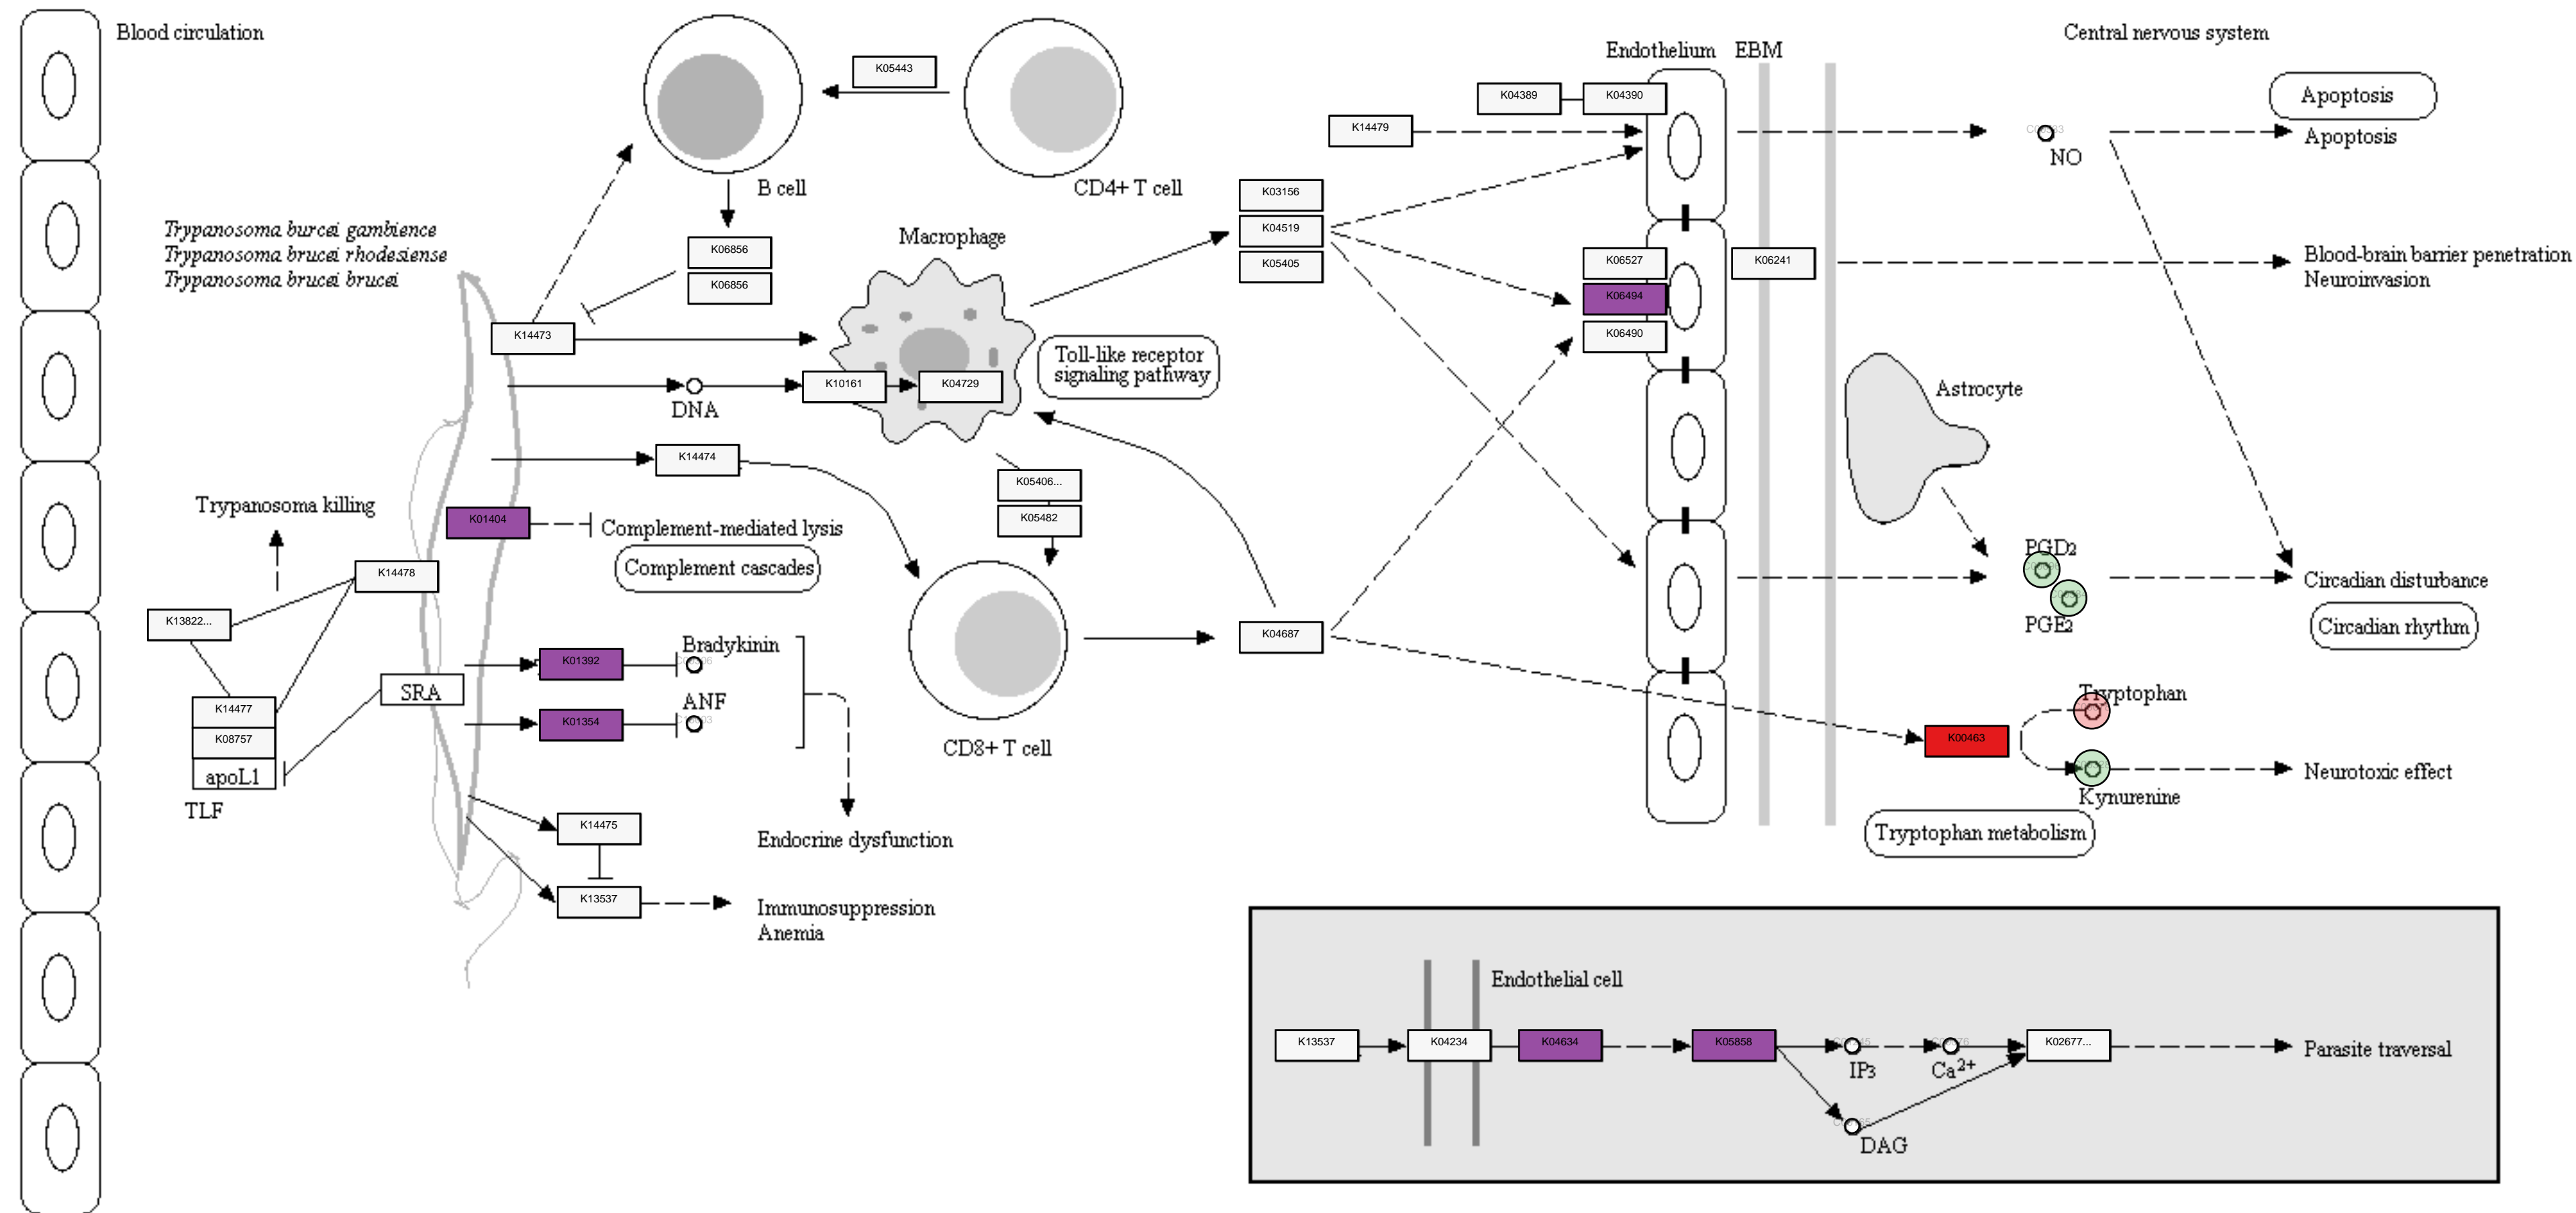 Blood circulation
Central nervous system
Endothelium
EBM
K05443
K04389
K04390
Apoptosis
K14479
Apoptosis
NO
B cell
CD4+ T cell
K03156
K04519
K05405
Trypanosoma burcei gambience
Trypanosoma brucei rhodesiense
Trypanosoma brucei brucei
Macrophage
K06856
K06856
K06527
K06494
K06490
K06241
Blood-brain barrier penetration
Neuroinvasion
K14473
Toll-like receptor
signaling pathway
K10161
K04729
DNA
Astrocyte
K14474
K05406...
K05482
Trypanosoma killing
K01404
Complement-mediated lysis
Complement cascades
K14478
PGD2
PGE2
Circadian disturbance
Circadian rhythm
K13822...
K04687
Bradykinin
K01392
SRA
ANF
K01354
K14477
K08757
apoL1
TLF
CD8+ T cell
Tryptophan
K00463
Neurotoxic effect
Kynurenine
Tryptophan metabolism
K14475
Endocrine dysfunction
K13537
Immunosuppression
Anemia
Endothelial cell
K13537
K04234
K04634
K05858
IP3
Ca2+
K02677...
Parasite traversal
DAG